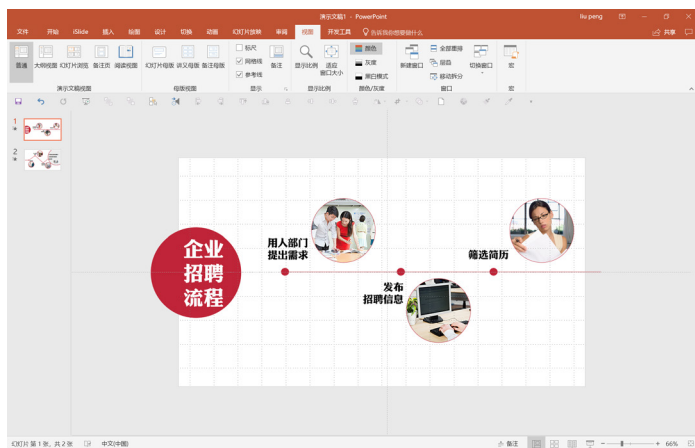 演示文稿1 - PowerPoint
liu peng
文件 开始 iSlide 插入 绘图 设计 切换 动画 幻灯片放映 审阅 视图 开发工具 告诉我你想要做什么 共享
普通 大纲视图 幻灯片浏览 备注页 阅读视图 幻灯片母版 讲义母版 备注母版
标尺
网格线
参考线
备注 显示比例 适应
窗口大小
颜色
灰度
黑白模式
新建窗口
全部重排
层叠
移动拆分
切换窗口 宏
演示文稿视图 母版视图 显示 显示比例 颜色/灰度 窗口 宏
1
2
企业
招聘
流程
用人部门
提出需求
发布
招聘信息
筛选简历
幻灯片 第 1 张, 共 2 张 中文(中国) 备注 66%